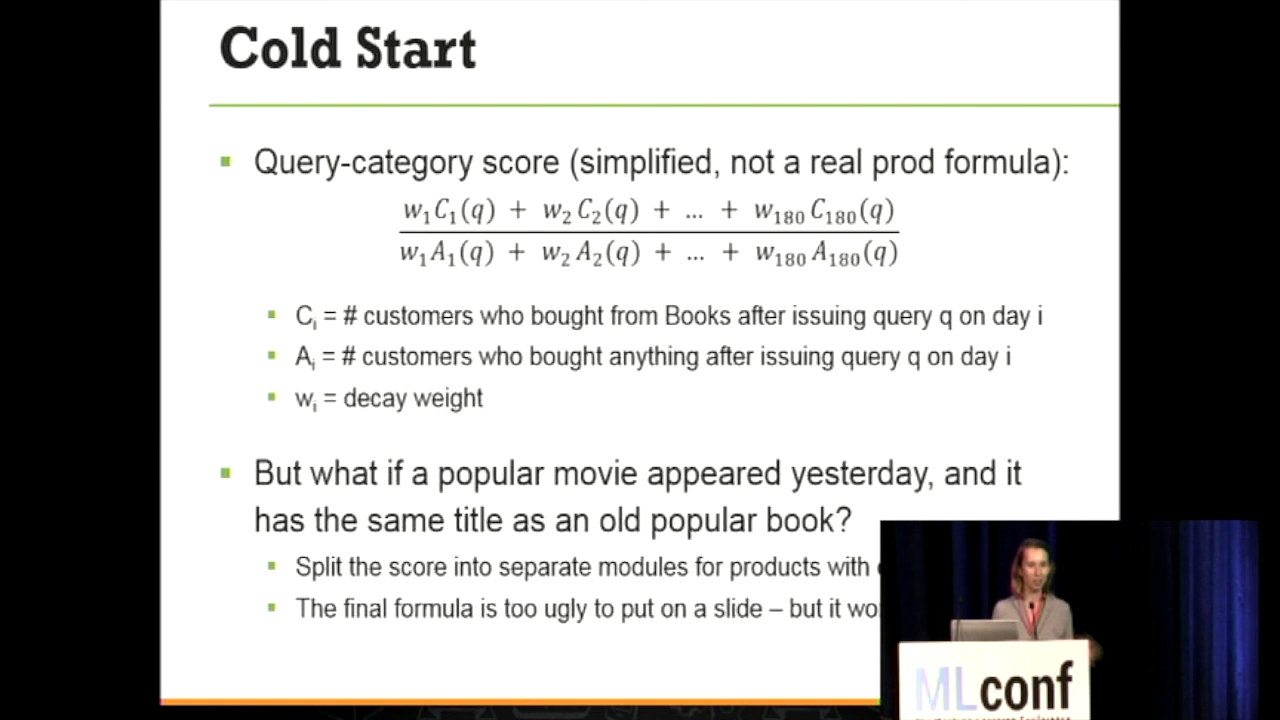 Cold Start
Query-category score (simplified, not a real prod formula):
w₁C₁(q) + w₂C₂(q) + ... + w₁₈₀C₁₈₀(q)
w₁A₁(q) + w₂A₂(q) + ... + w₁₈₀A₁₈₀(q)
Cᵢ = # customers who bought from Books after issuing query q on day i
Aᵢ = # customers who bought anything after issuing query q on day i
wᵢ = decay weight
But what if a popular movie appeared yesterday, and it
has the same title as an old popular book?
Split the score into separate modules for products with
The final formula is too ugly to put on a slide – but it
MLconf